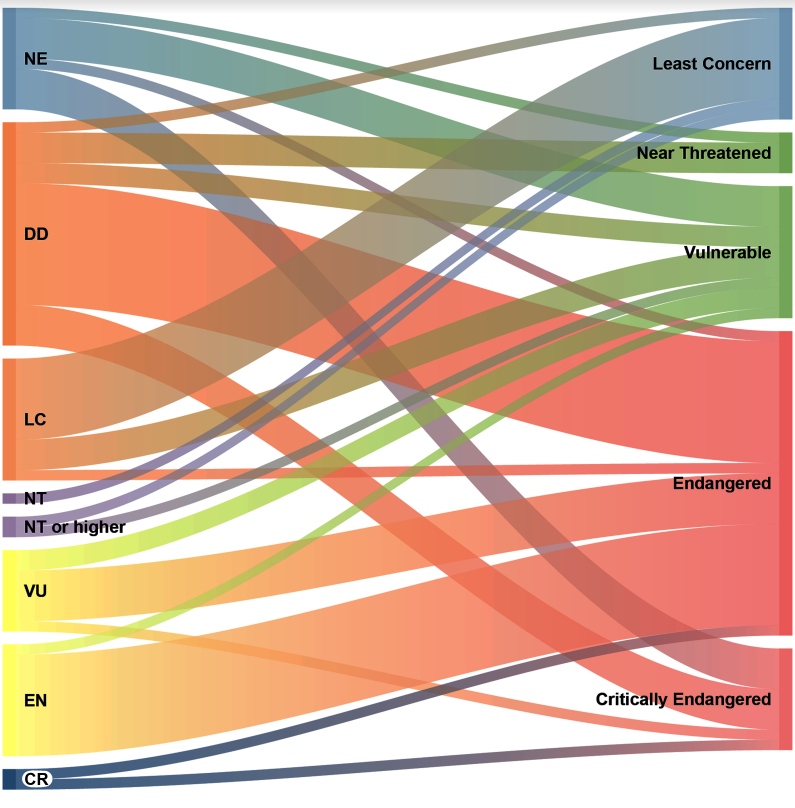 NE
DD
LC
NT
NT or higher
VU
EN
CR
Least Concern
Near Threatened
Vulnerable
Endangered
Critically Endangered